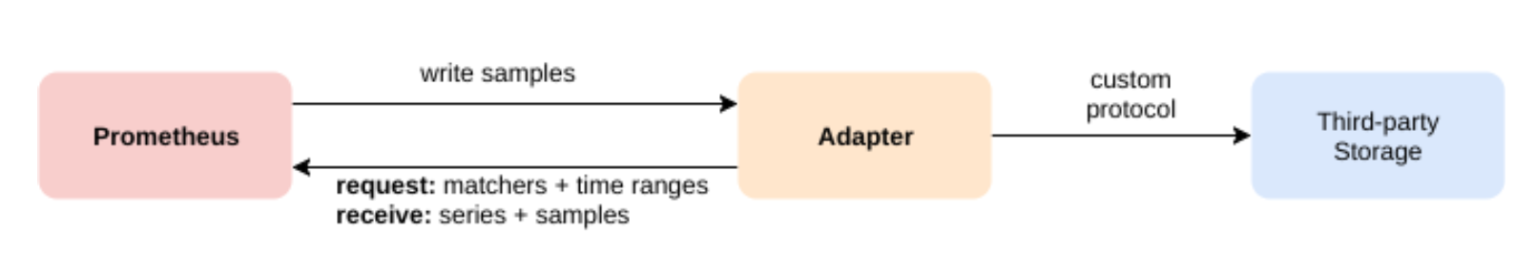 write samples
custom
protocol
Prometheus
Adapter
Third-party
Storage
request: matchers + time ranges
receive: series + samples